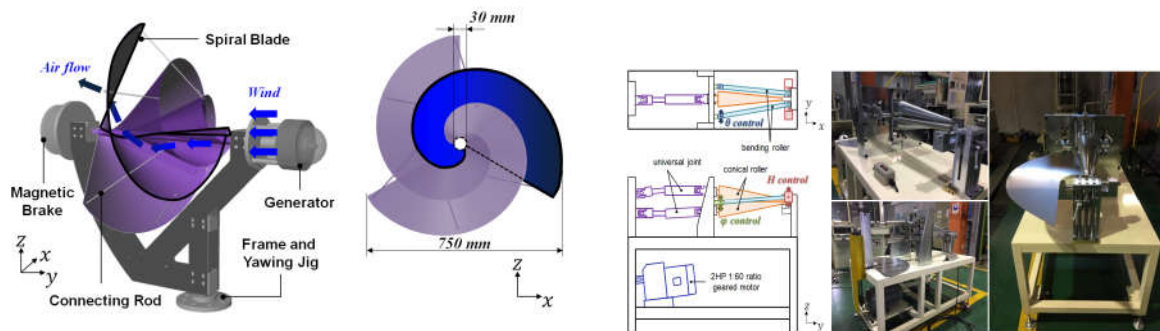 Spiral Blade
Air flow
Wind
Magnetic
Brake
Generator
z
x
y
Frame and
Yawing Jig
Connecting Rod
30 mm
750 mm
z
x
y
x
θ control
bending roller
universal joint
conical roller
H control
φ control
2HP 1:60 ratio
geared motor
z
y